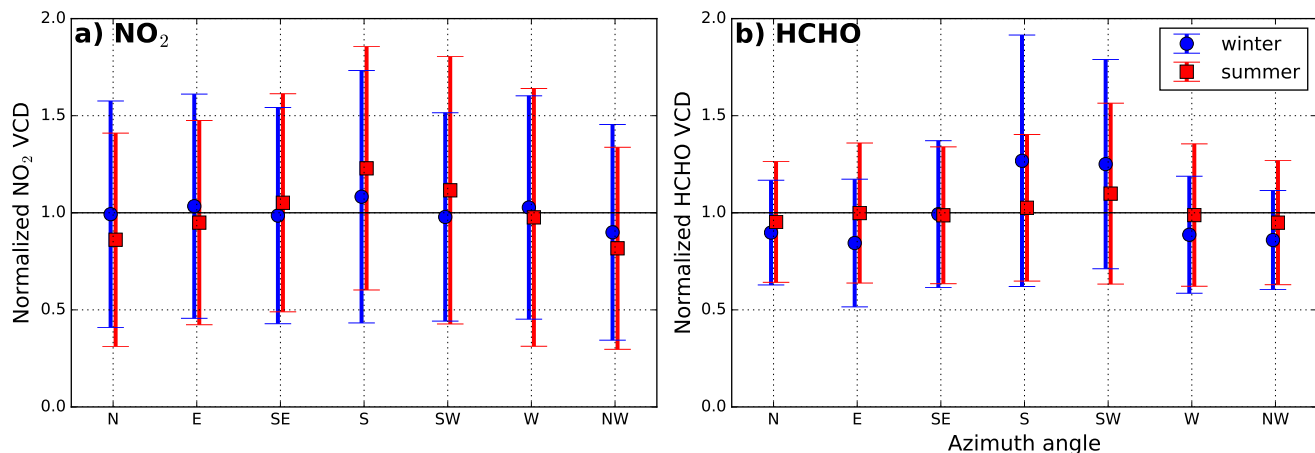 a) NO₂
Normalized NO₂ VCD
2.0
1.5
1.0
0.5
0.0
N E SE S SW W NW
b) HCHO
winter
summer
Normalized HCHO VCD
2.0
1.5
1.0
0.5
0.0
N E SE S SW W NW
Azimuth angle